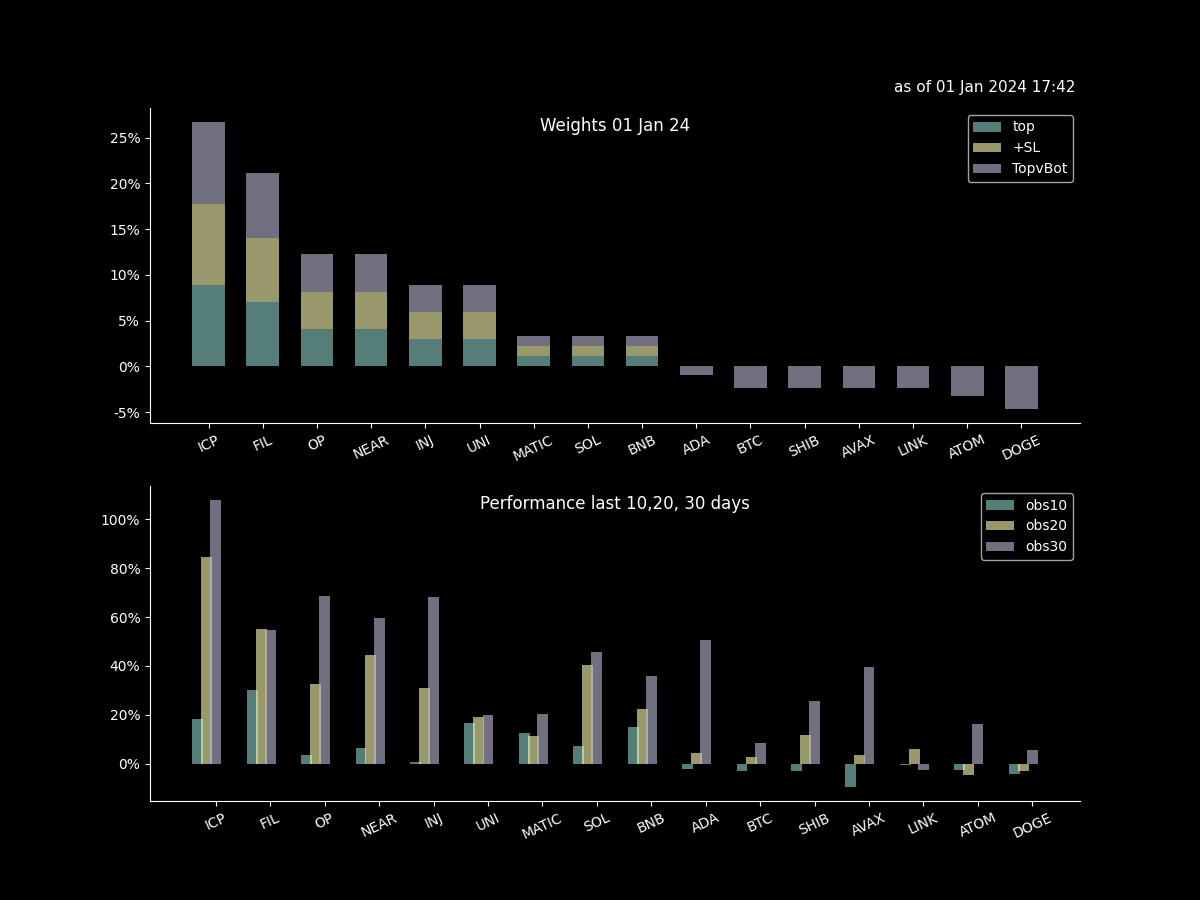 as of 01 Jan 2024 17:42
Weights 01 Jan 24
top
+SL
TopvBot
25%
20%
15%
10%
5%
0%
-5%
ICP FIL OP NEAR INJ UNI MATIC SOL BNB ADA BTC SHIB AVAX LINK ATOM DOGE
Performance last 10,20, 30 days
obs10
obs20
obs30
100%
80%
60%
40%
20%
0%
ICP FIL OP NEAR INJ UNI MATIC SOL BNB ADA BTC SHIB AVAX LINK ATOM DOGE